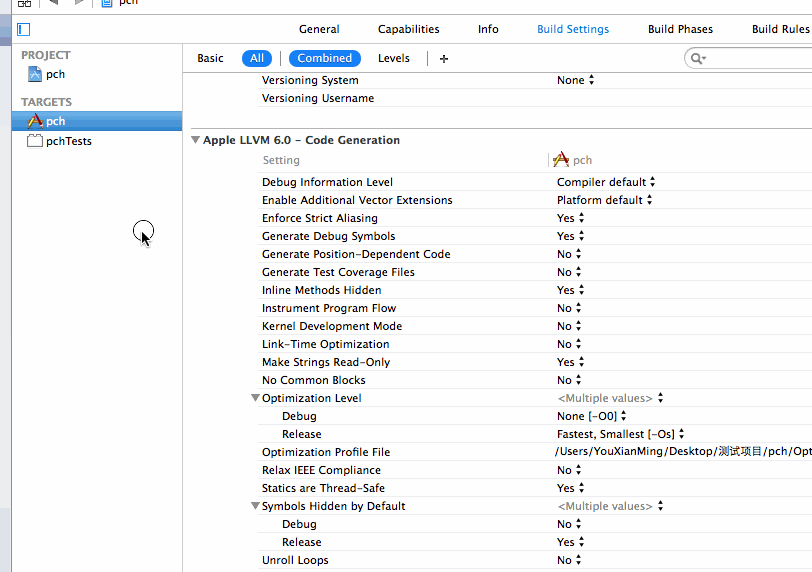 pch
General Capabilities Info Build Settings Build Phases Build Rules
PROJECT
pch
TARGETS
pch
pchTests
Basic All Combined Levels +
Versioning System None
Versioning Username
Apple LLVM 6.0 - Code Generation
Setting pch
Debug Information Level Compiler default
Enable Additional Vector Extensions Platform default
Enforce Strict Aliasing Yes
Generate Debug Symbols Yes
Generate Position-Dependent Code No
Generate Test Coverage Files No
Inline Methods Hidden Yes
Instrument Program Flow No
Kernel Development Mode No
Link-Time Optimization No
Make Strings Read-Only Yes
No Common Blocks No
Optimization Level <Multiple values>
Debug None [-O0]
Release Fastest, Smallest [-Os]
Optimization Profile File /Users/YouXianMing/Desktop/测试项目/pch/Opt
Relax IEEE Compliance No
Statics are Thread-Safe Yes
Symbols Hidden by Default <Multiple values>
Debug No
Release Yes
Unroll Loops No